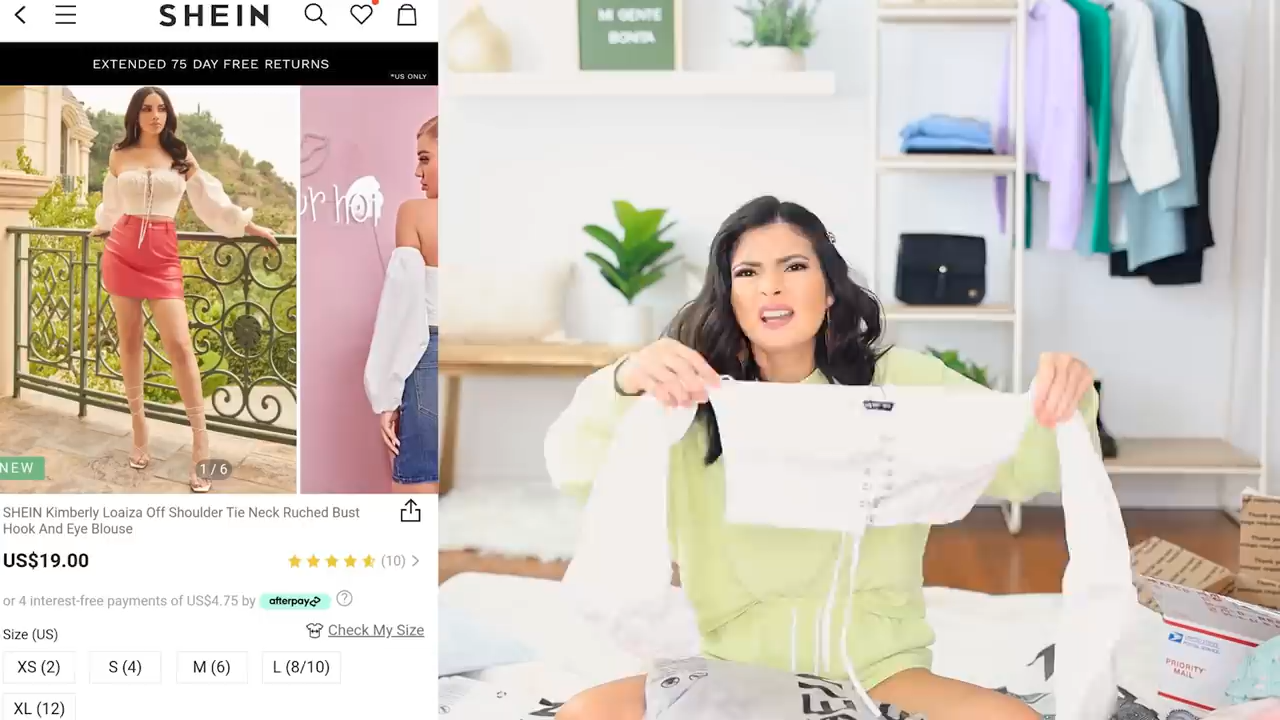 SHEIN
EXTENDED 75 DAY FREE RETURNS
*US ONLY
NEW
1/6
SHEIN Kimberly Loaiza Off Shoulder Tie Neck Ruched Bust
Hook And Eye Blouse
US$19.00
(10)
or 4 interest-free payments of US$4.75 by afterpay
Size (US)
Check My Size
XS (2)
S (4)
M (6)
L (8/10)
XL (12)
MI GENTE
BONITA
PRIORITY
MAIL